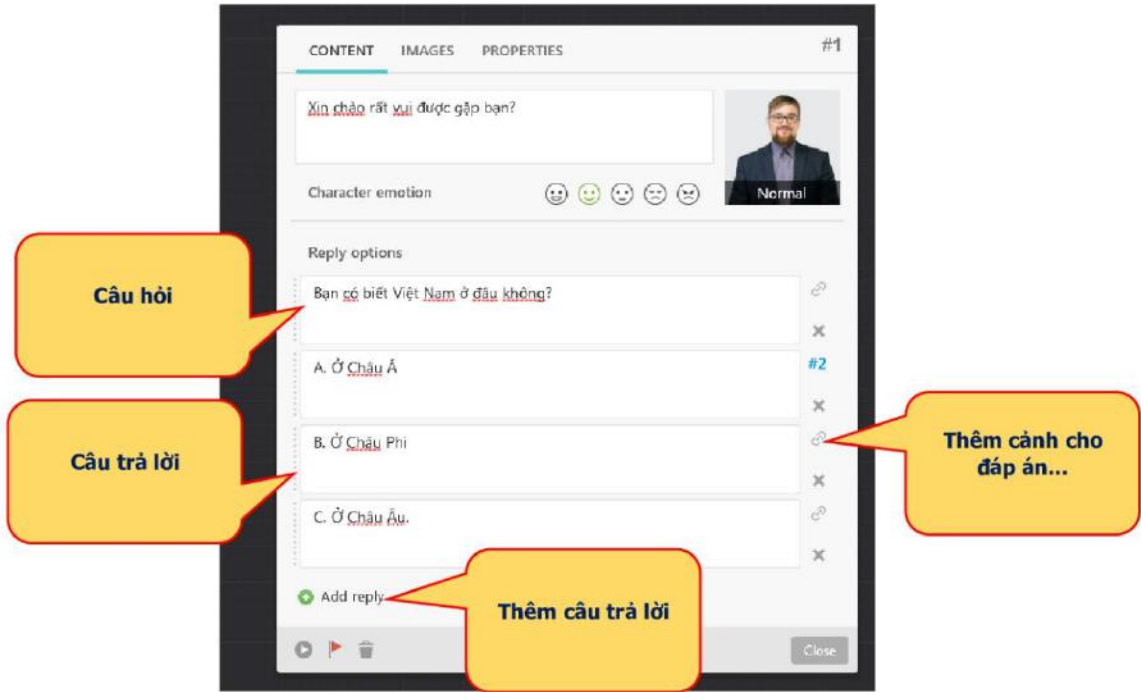 CONTENT IMAGES PROPERTIES #1
Xin chào rất vui được gặp bạn?
Character emotion
Normal
Reply options
Câu hỏi
Bạn có biết Việt Nam ở đâu không?
A. Ở Châu Á
#2
Câu trả lời
B. Ở Châu Phi
Thêm cảnh cho
đáp án...
C. Ở Châu Âu.
Add reply
Thêm câu trả lời
Close